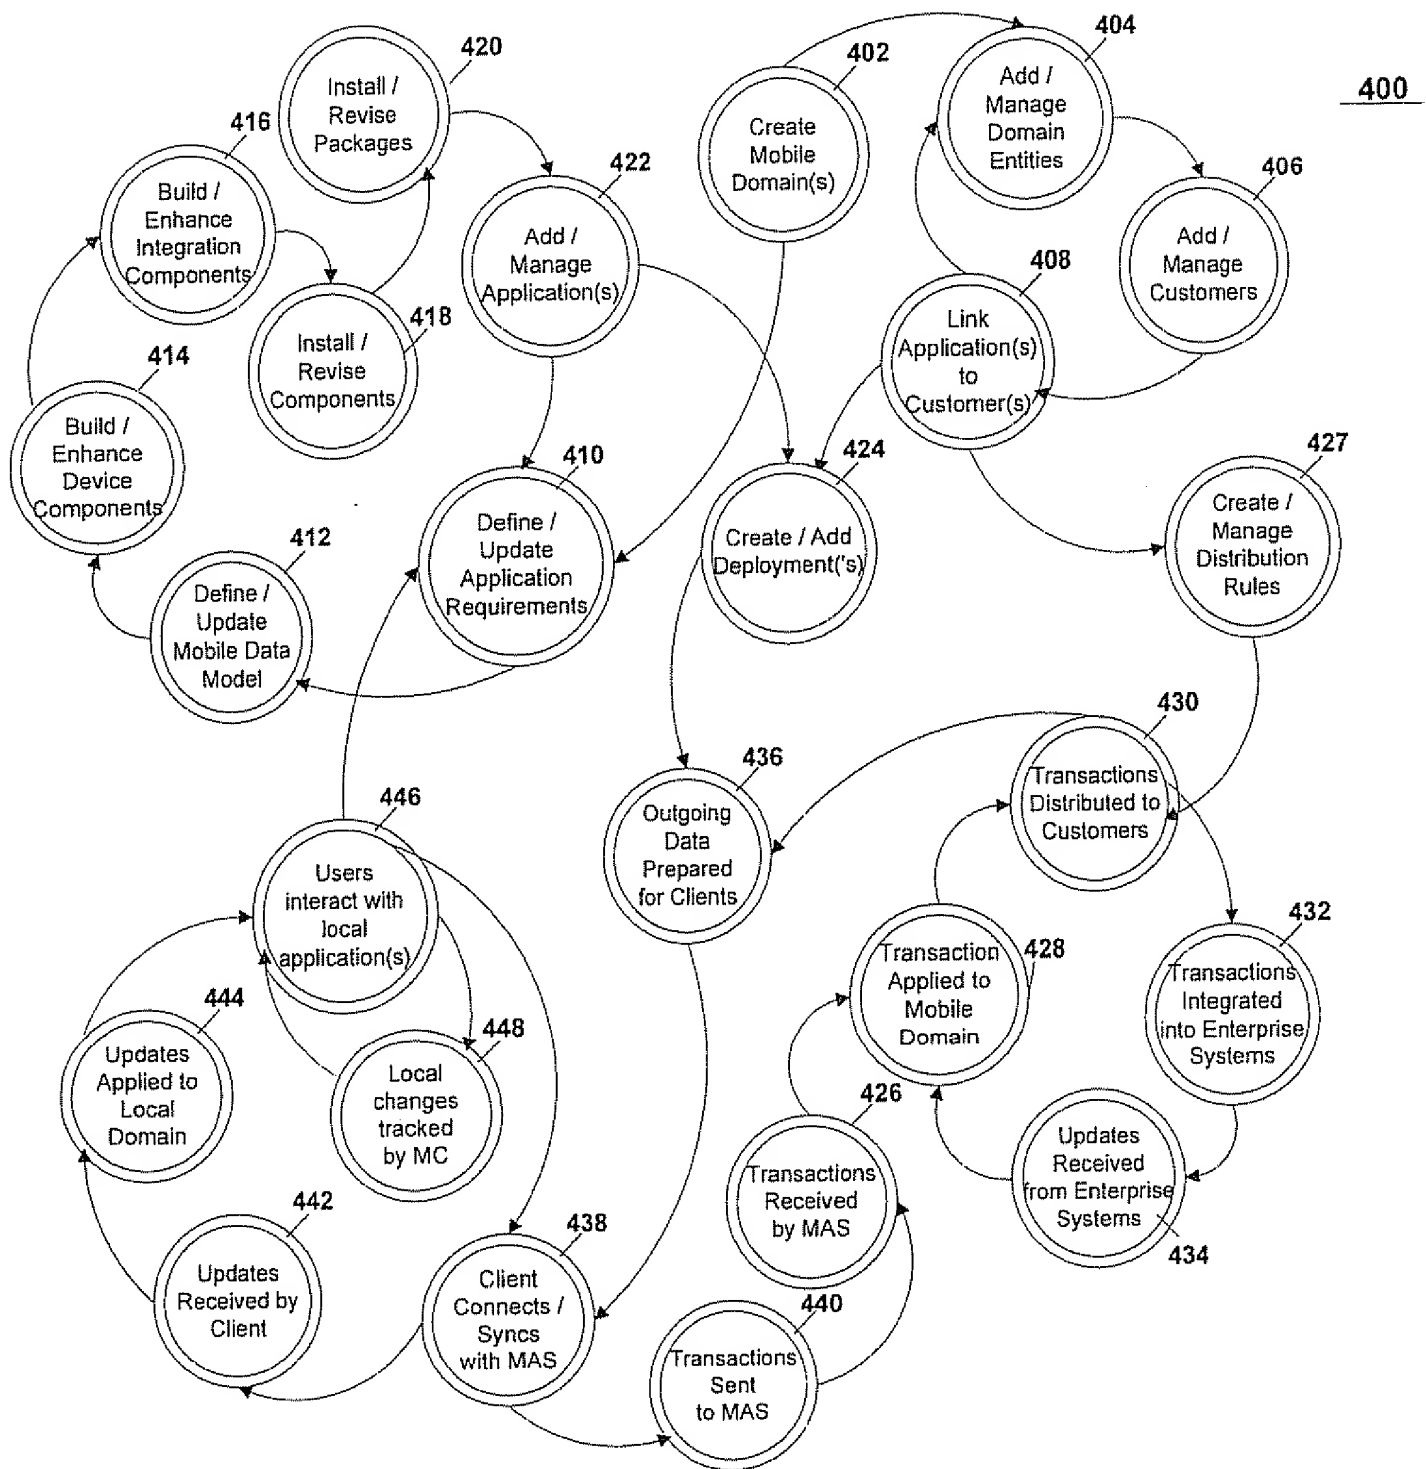 400
420
Install /
Revise
Packages
402
Create
Mobile
Domain(s)
404
Add /
Manage
Domain
Entities
416
Build /
Enhance
Integration
Components
422
Add /
Manage
Application(s)
406
Add /
Manage
Customers
418
Install /
Revise
Components
408
Link
Application(s)
to
Customer(s)
414
Build /
Enhance
Device
Components
410
Define /
Update
Application
Requirements
424
Create / Add
Deployment('s)
427
Create /
Manage
Distribution
Rules
412
Define /
Update
Mobile Data
Model
430
Transactions
Distributed to
Customers
436
Outgoing
Data
Prepared
for Clients
446
Users
interact with
local
application(s)
428
Transaction
Applied to
Mobile
Domain
432
Transactions
Integrated
into Enterprise
Systems
444
Updates
Applied to
Local
Domain
448
Local
changes
tracked
by MC
426
Transactions
Received
by MAS
Updates
Received
from Enterprise
Systems
434
442
Updates
Received by
Client
438
Client
Connects /
Syncs
with MAS
440
Transactions
Sent
to MAS